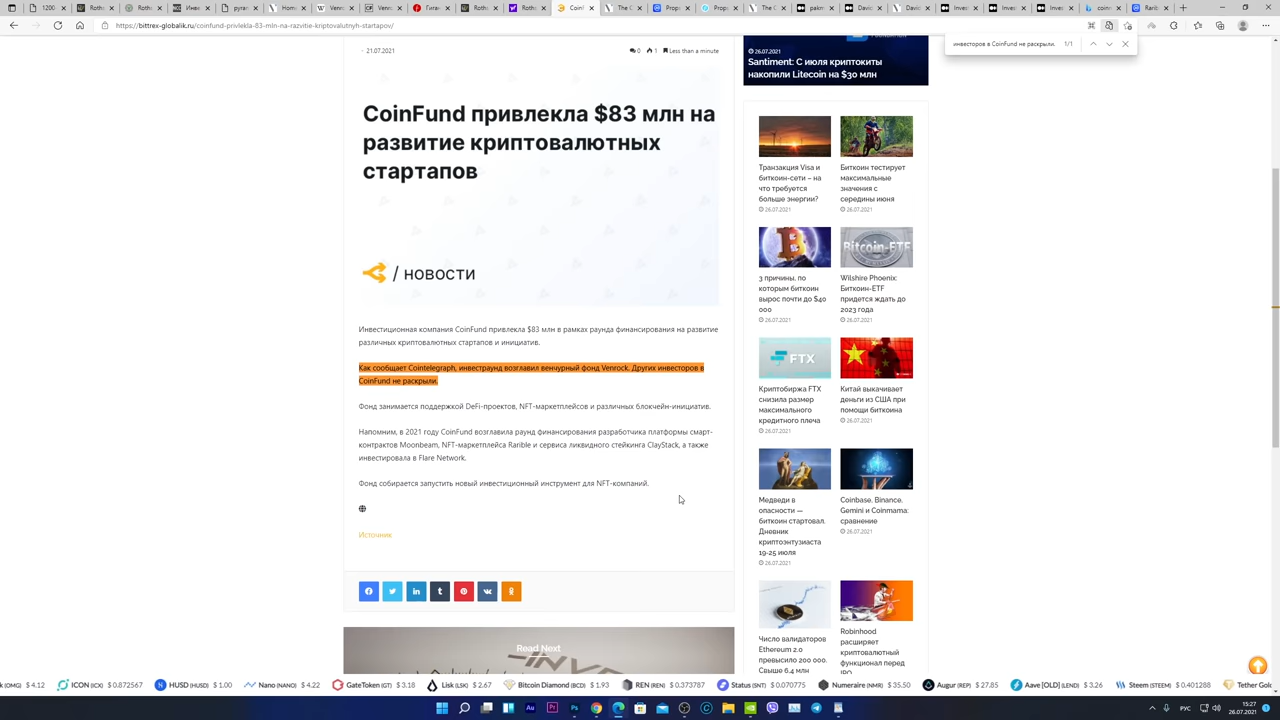 https://bittrex-globalik.ru/coinfund-privlekla-83-mln-na-razvitie-kriptovalutnyh-startapov/
инвесторов в CoinFund не раскрыли. 1/1
21.07.2021
0 1 Less than a minute
CoinFund привлекла $83 млн на
развитие криптовалютных
стартапов
/ новости
Инвестиционная компания CoinFund привлекла $83 млн в рамках раунда финансирования на развитие
различных криптовалютных стартапов и инициатив.
Как сообщает Cointelegraph, инвестраунд возглавил венчурный фонд Venrock. Других инвесторов в
CoinFund не раскрыли.
Фонд занимается поддержкой DeFi-проектов, NFT-маркетплейсов и различных блокчейн-инициатив.
Напомним, в 2021 году CoinFund возглавила раунд финансирования разработчика платформы смарт-
контрактов Moonbeam, NFT-маркетплейса Rarible и сервиса ликвидного стейкинга ClayStack, а также
инвестировала в Flare Network.
Фонд собирается запустить новый инвестиционный инструмент для NFT-компаний.
Источник
Read Next
26.07.2021
Santiment: С июля криптокиты
накопили Litecoin на $30 млн
Транзакция Visa и
биткоин-сети – на
что требуется
больше энергии?
26.07.2021
Биткоин тестирует
максимальные
значения с
середины июня
26.07.2021
3 причины, по
которым биткоин
вырос почти до $40
000
26.07.2021
Bitcoin-ETF
Wilshire Phoenix:
Биткоин-ETF
придется ждать до
2023 года
26.07.2021
FTX
Криптобиржа FTX
снизила размер
максимального
кредитного плеча
26.07.2021
Китай выкачивает
деньги из США при
помощи биткоина
26.07.2021
Медведи в
опасности —
биткоин стартовал.
Дневник
криптоэнтузиаста
19-25 июля
26.07.2021
Coinbase, Binance,
Gemini и Coinmama:
сравнение
26.07.2021
Число валидаторов
Ethereum 2.0
превысило 200 000.
Свыше 6,4 млн
Robinhood
расширяет
криптовалютный
функционал перед
IPO
(OMG) $ 4.12 ICON (ICX) $ 0.872567 HUSD (HUSD) $ 1.00 Nano (NANO) $ 4.22 GateToken (GT) $ 3.18 Lisk (LSK) $ 2.67 Bitcoin Diamond (BCD) $ 1.93 REN (REN) $ 0.373787 Status (SNT) $ 0.070775 Numeraire (NMR) $ 35.50 Augur (REP) $ 27.85 Aave [OLD] (LEND) $ 3.26 Steem (STEEM) $ 0.401288 Tether Gold
РУС
15:27
26.07.2021